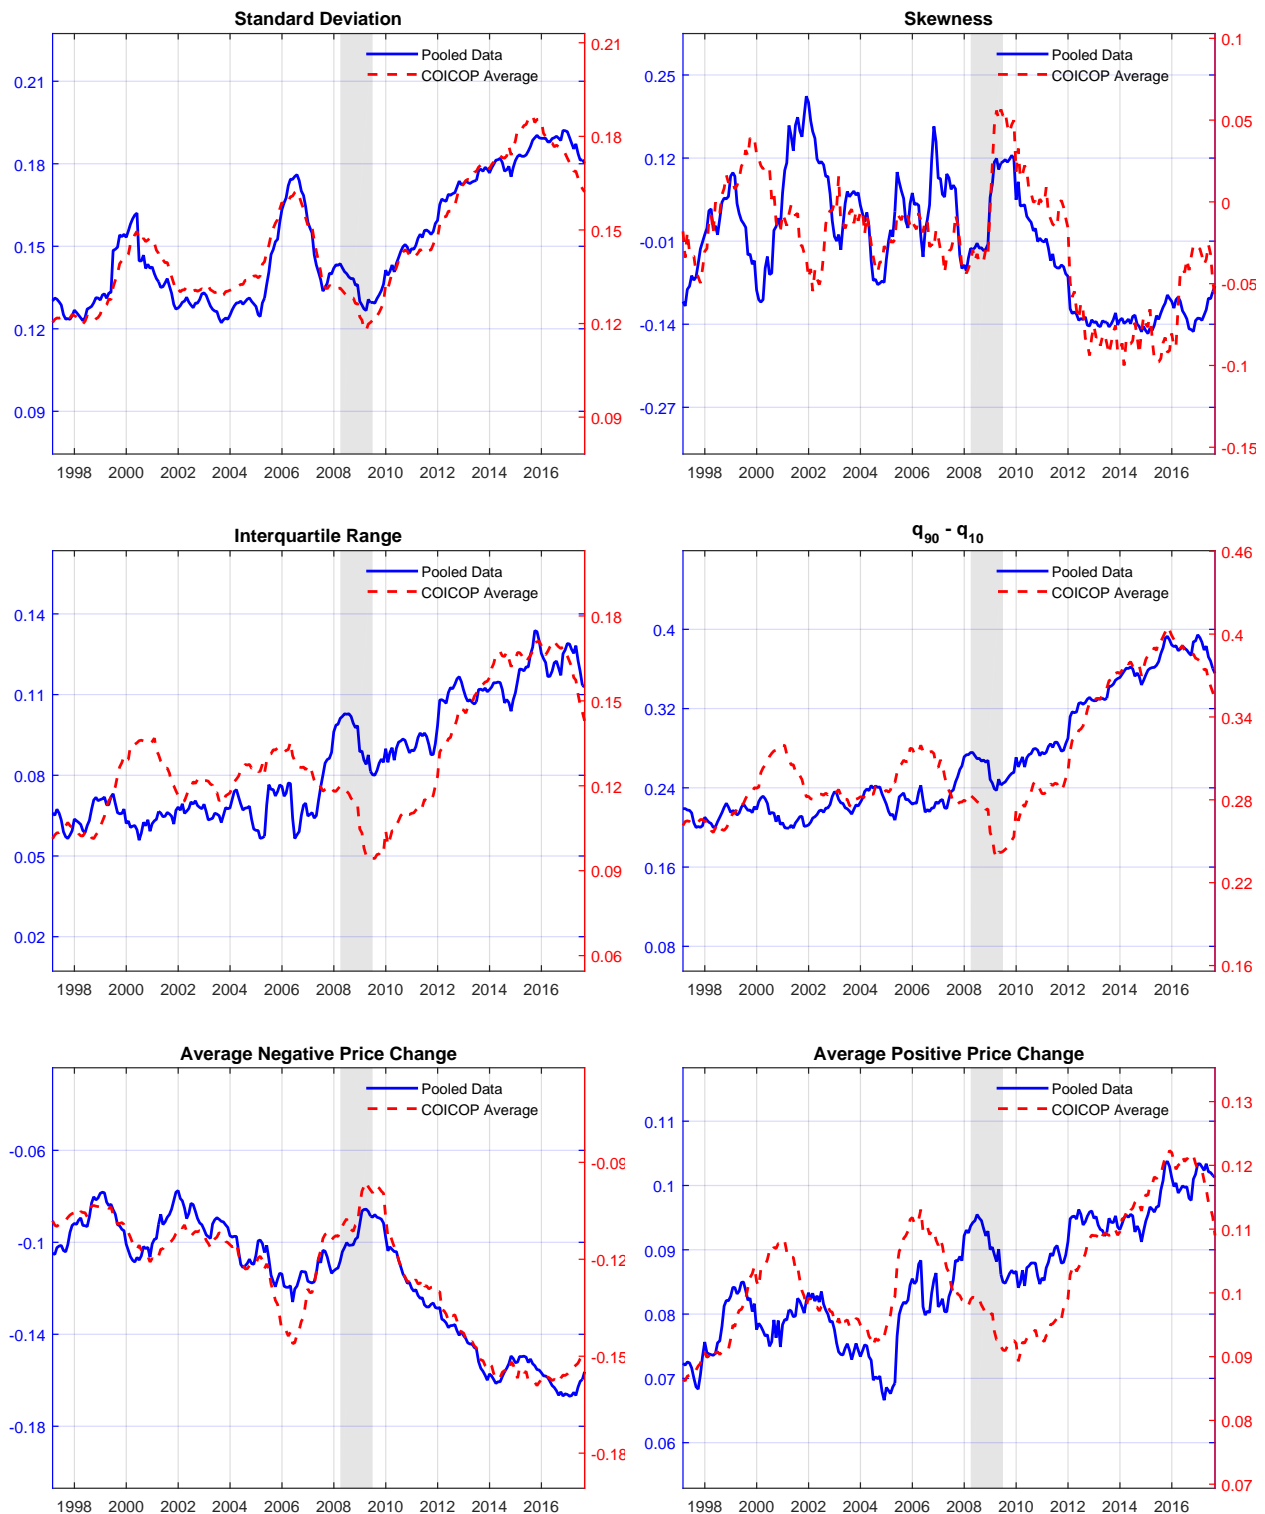 Standard Deviation
Pooled Data
COICOP Average
0.21
0.18
0.15
0.12
0.09
0.21
0.18
0.15
0.12
0.09
1998 2000 2002 2004 2006 2008 2010 2012 2014 2016
Skewness
Pooled Data
COICOP Average
0.25
0.12
-0.01
-0.14
-0.27
0.1
0.05
0
-0.05
-0.1
-0.15
1998 2000 2002 2004 2006 2008 2010 2012 2014 2016
Interquartile Range
Pooled Data
COICOP Average
0.14
0.11
0.08
0.05
0.02
0.18
0.15
0.12
0.09
0.06
1998 2000 2002 2004 2006 2008 2010 2012 2014 2016
q90 - q10
Pooled Data
COICOP Average
0.4
0.32
0.24
0.16
0.08
0.46
0.4
0.34
0.28
0.22
0.16
1998 2000 2002 2004 2006 2008 2010 2012 2014 2016
Average Negative Price Change
Pooled Data
COICOP Average
-0.06
-0.1
-0.14
-0.18
-0.09
-0.12
-0.15
-0.18
1998 2000 2002 2004 2006 2008 2010 2012 2014 2016
Average Positive Price Change
Pooled Data
COICOP Average
0.11
0.1
0.09
0.08
0.07
0.06
0.13
0.12
0.11
0.1
0.09
0.08
0.07
1998 2000 2002 2004 2006 2008 2010 2012 2014 2016